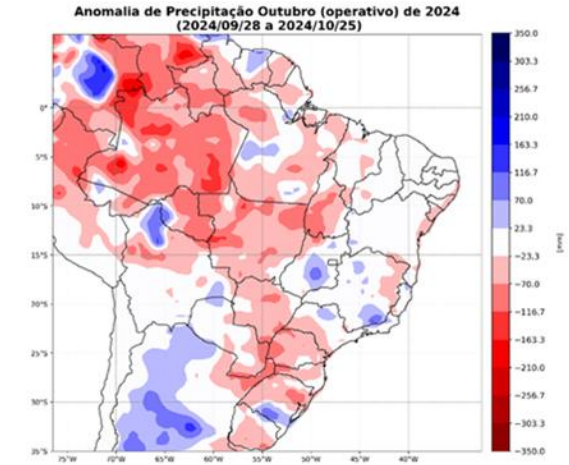 Anomalia de Precipitação Outubro (operativo) de 2024
(2024/09/28 a 2024/10/25)
350.0
303.3
256.7
210.0
163.3
116.7
70.0
23.3
−23.3
−70.0
−116.7
−163.3
−210.0
−256.7
−303.3
−350.0
[mm]
0°
5°S
10°S
15°S
20°S
25°S
30°S
35°S
75°W
70°W
65°W
60°W
55°W
50°W
45°W
40°W